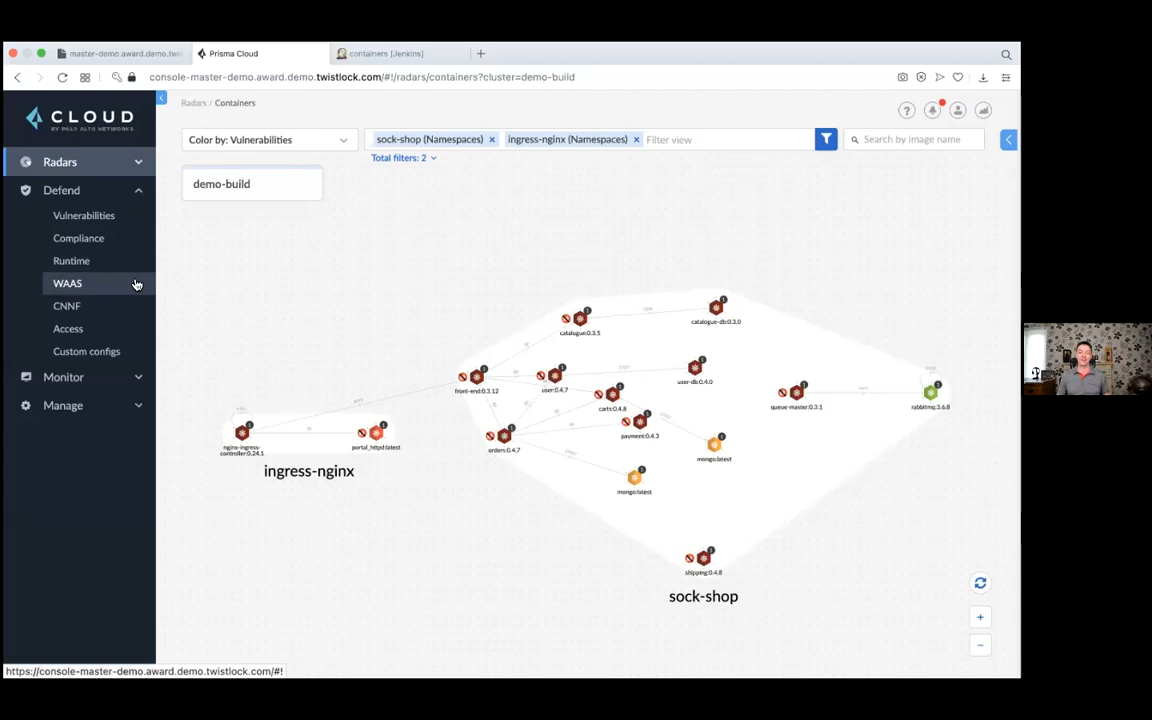 master-demo.award.demo.twis
Prisma Cloud
containers [Jenkins]
console-master-demo.award.demo.twistlock.com/#!/radars/containers?cluster=demo-build
CLOUD
BY PALO ALTO NETWORKS
Radars / Containers
Color by: Vulnerabilities
sock-shop (Namespaces)
ingress-nginx (Namespaces)
Filter view
Search by image name
Total filters: 2
demo-build
Radars
Defend
Vulnerabilities
Compliance
Runtime
WAAS
CNNF
Access
Custom configs
Monitor
Manage
catalogue:0.3.5
catalogue-db:0.3.0
front-end:0.3.12
user:0.4.7
user-db:0.4.0
carts:0.4.8
queue-master:0.3.1
rabbitmq:3.6.8
payment:0.4.3
orders:0.4.7
mongo:latest
mongo:latest
nginx-ingress-
controller:0.24.1
portal_httpd:latest
ingress-nginx
shipping:0.4.8
sock-shop
https://console-master-demo.award.demo.twistlock.com/#!